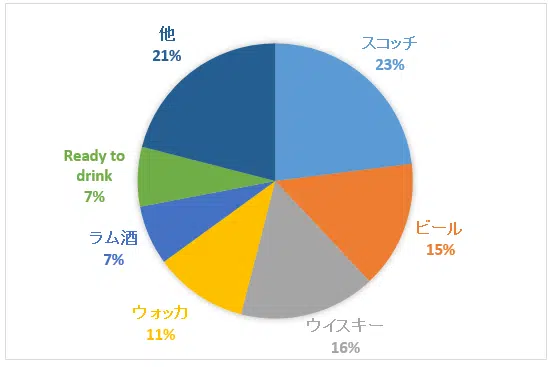 他
21%
スコッチ
23%
Ready to
drink
7%
ビール
15%
ラム酒
7%
ウォッカ
11%
ウイスキー
16%